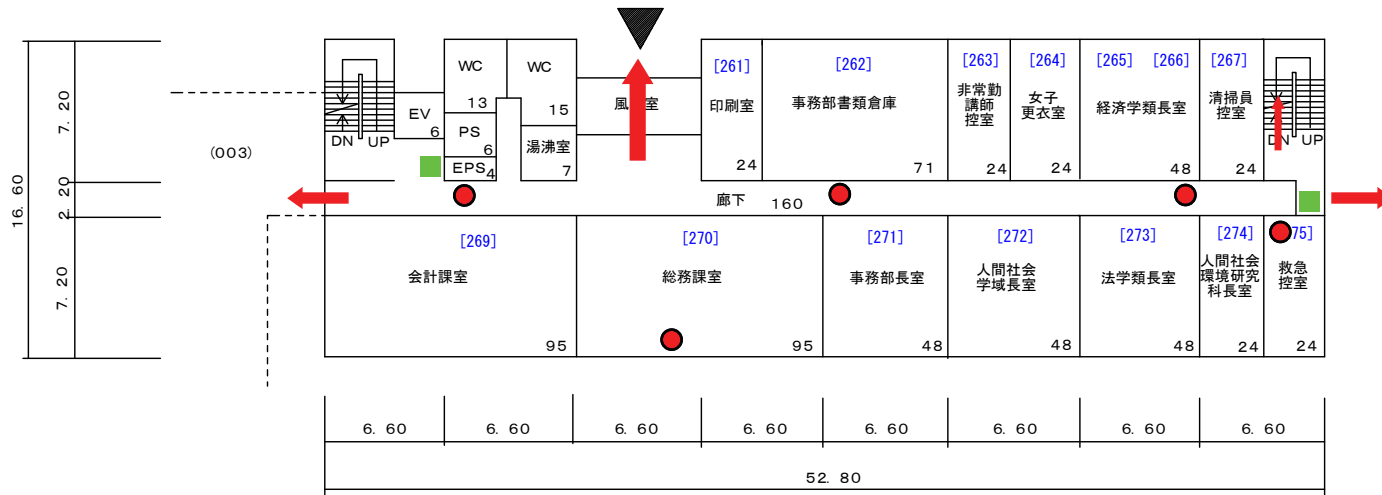 [261]
[262]
[263]
[264]
[265]
[266]
[267]
WC
WC
13
15
EV
6
PS
6
EPS
4
湯沸室
7
風
室
印刷室
24
事務部書類倉庫
71
非常勤
講師
控室
24
女子
更衣室
24
経済学類長室
48
清掃員
控室
24
DN
UP
DN
UP
(003)
7.20
2.20
7.20
16.60
廊下
160
[269]
会計課室
95
[270]
総務課室
95
[271]
事務部長室
48
[272]
人間社会
学域長室
48
[273]
法学類長室
48
[274]
人間社会
環境研究
科長室
24
75]
救急
控室
24
6.60
6.60
6.60
6.60
6.60
6.60
6.60
6.60
52.80